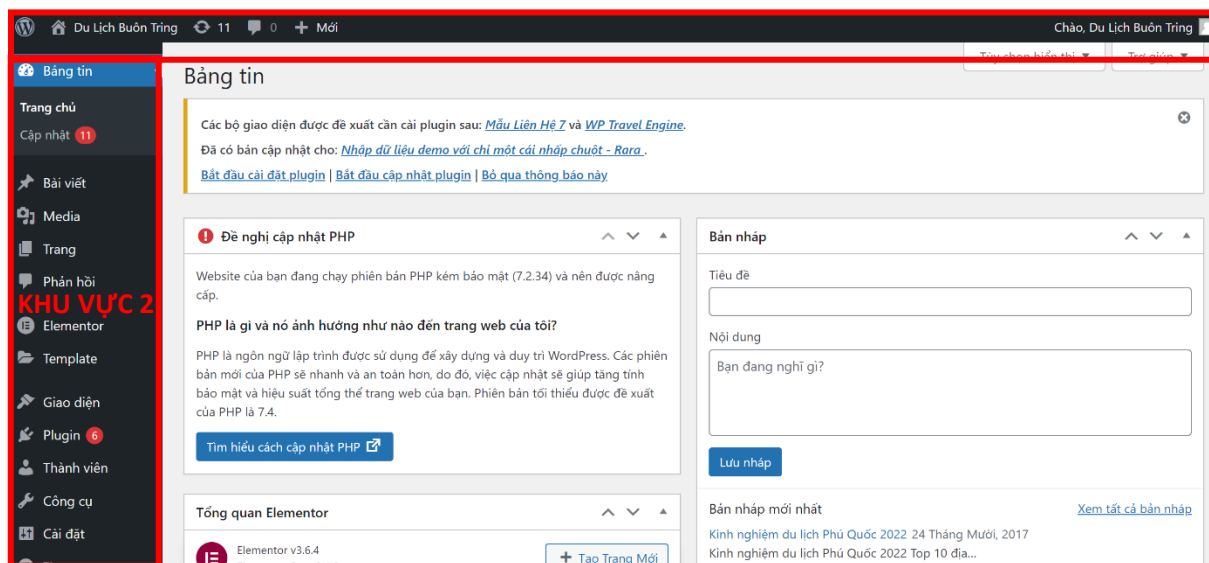 Du Lịch Buôn Tring 11 0 + Mới Chào, Du Lịch Buôn Tring
Tùy chọn hiển thị ▼ Trợ giúp ▼
Bảng tin
Trang chủ
Cập nhật 11
Bài viết
Media
Trang
Phản hồi
KHU VỰC 2
Elementor
Template
Giao diện
Plugin 6
Thành viên
Công cụ
Cài đặt
Bảng tin
Các bộ giao diện được đề xuất cần cài plugin sau: Mẫu Liên Hệ 7 và WP Travel Engine.
Đã có bản cập nhật cho: Nhập dữ liệu demo với chỉ một cái nhấp chuột - Rara .
Bắt đầu cài đặt plugin | Bắt đầu cập nhật plugin | Bỏ qua thông báo này
Đề nghị cập nhật PHP
Website của bạn đang chạy phiên bản PHP kém bảo mật (7.2.34) và nên được nâng
cấp.
PHP là gì và nó ảnh hưởng như nào đến trang web của tôi?
PHP là ngôn ngữ lập trình được sử dụng để xây dựng và duy trì WordPress. Các phiên
bản mới của PHP sẽ nhanh và an toàn hơn, do đó, việc cập nhật sẽ giúp tăng tính
bảo mật và hiệu suất tổng thể trang web của bạn. Phiên bản tối thiểu được đề xuất
của PHP là 7.4.
Tìm hiểu cách cập nhật PHP
Tổng quan Elementor
Elementor v3.6.4
+ Tạo Trang Mới
Bản nháp
Tiêu đề
Nội dung
Bạn đang nghĩ gì?
Lưu nháp
Bản nháp mới nhất Xem tất cả bản nháp
Kinh nghiệm du lịch Phú Quốc 2022 24 Tháng Mười, 2017
Kinh nghiệm du lịch Phú Quốc 2022 Top 10 địa...